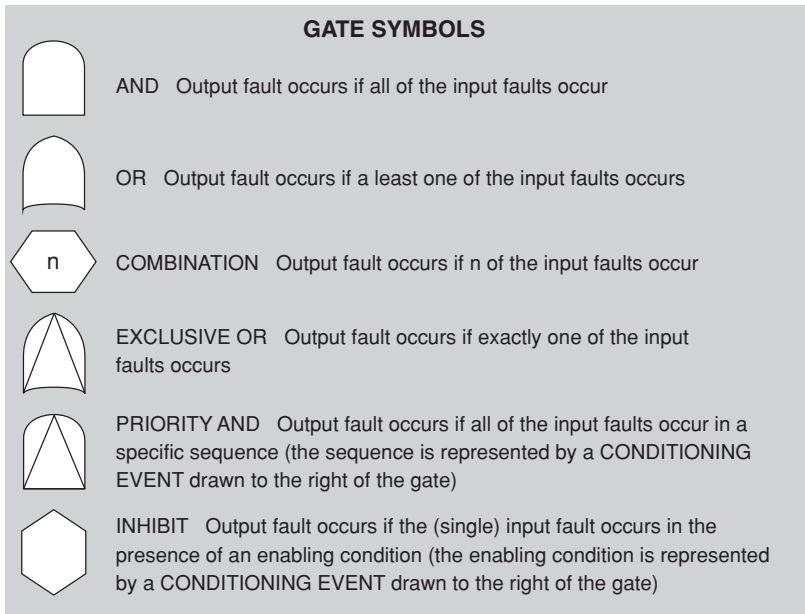 GATE SYMBOLS
AND Output fault occurs if all of the input faults occur
OR Output fault occurs if a least one of the input faults occurs
n
COMBINATION Output fault occurs if n of the input faults occur
EXCLUSIVE OR Output fault occurs if exactly one of the input
faults occurs
PRIORITY AND Output fault occurs if all of the input faults occur in a
specific sequence (the sequence is represented by a CONDITIONING
EVENT drawn to the right of the gate)
INHIBIT Output fault occurs if the (single) input fault occurs in the
presence of an enabling condition (the enabling condition is represented
by a CONDITIONING EVENT drawn to the right of the gate)